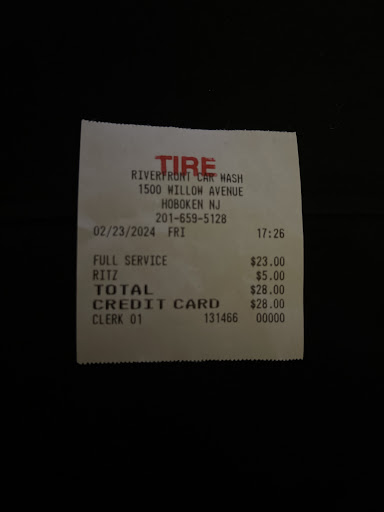 TIRE
RIVERFRONT CAR WASH
1500 WILLOW AVENUE
HOBOKEN NJ
201-659-5128
02/23/2024 FRI 17:26
FULL SERVICE $23.00
RITZ $5.00
TOTAL $28.00
CREDIT CARD $28.00
CLERK 01 131466 00000